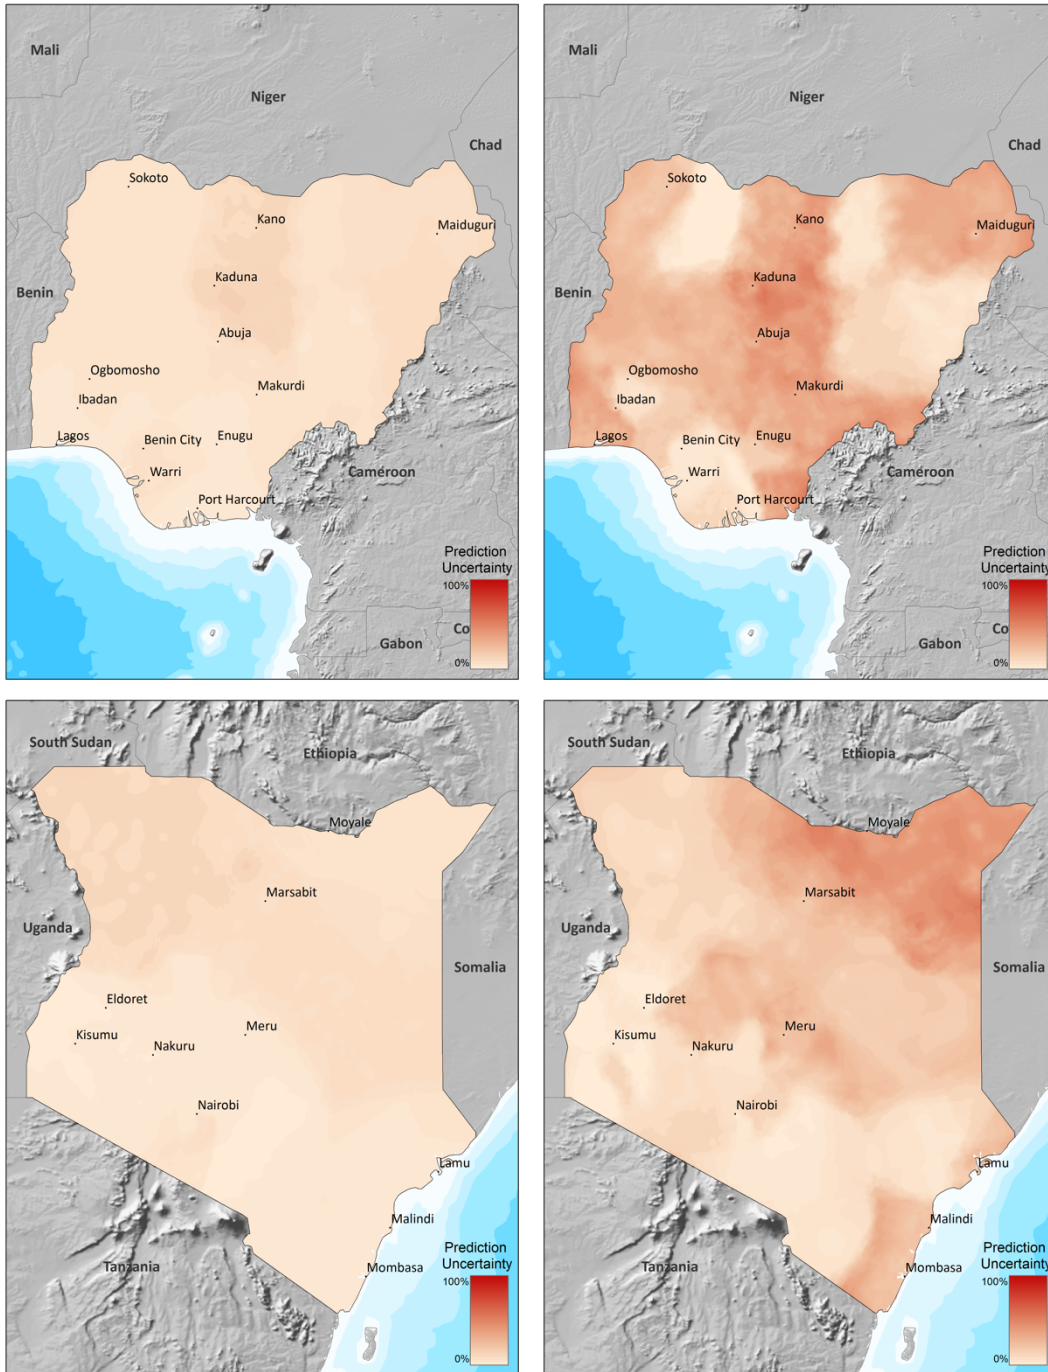 Mali
Niger
Chad
Sokoto
Kano
Maiduguri
Kaduna
Benin
Abuja
Ogbomosho
Makurdi
Ibadan
Lagos
Benin City
Enugu
Warri
Cameroon
Port Harcourt
Prediction
Uncertainty
100%
Co
Gabon
0%
Mali
Niger
Chad
Sokoto
Kano
Maiduguri
Kaduna
Benin
Abuja
Ogbomosho
Makurdi
Ibadan
Lagos
Benin City
Enugu
Warri
Cameroon
Port Harcourt
Prediction
Uncertainty
100%
Co
Gabon
0%
South Sudan
Ethiopia
Moyale
Marsabit
Uganda
Somalia
Eldoret
Kisumu
Meru
Nakuru
Nairobi
Lamu
Malindi
Prediction
Uncertainty
Tanzania
Mombasa
100%
0%
South Sudan
Ethiopia
Moyale
Marsabit
Uganda
Somalia
Eldoret
Kisumu
Meru
Nakuru
Nairobi
Lamu
Malindi
Prediction
Uncertainty
Tanzania
Mombasa
100%
0%